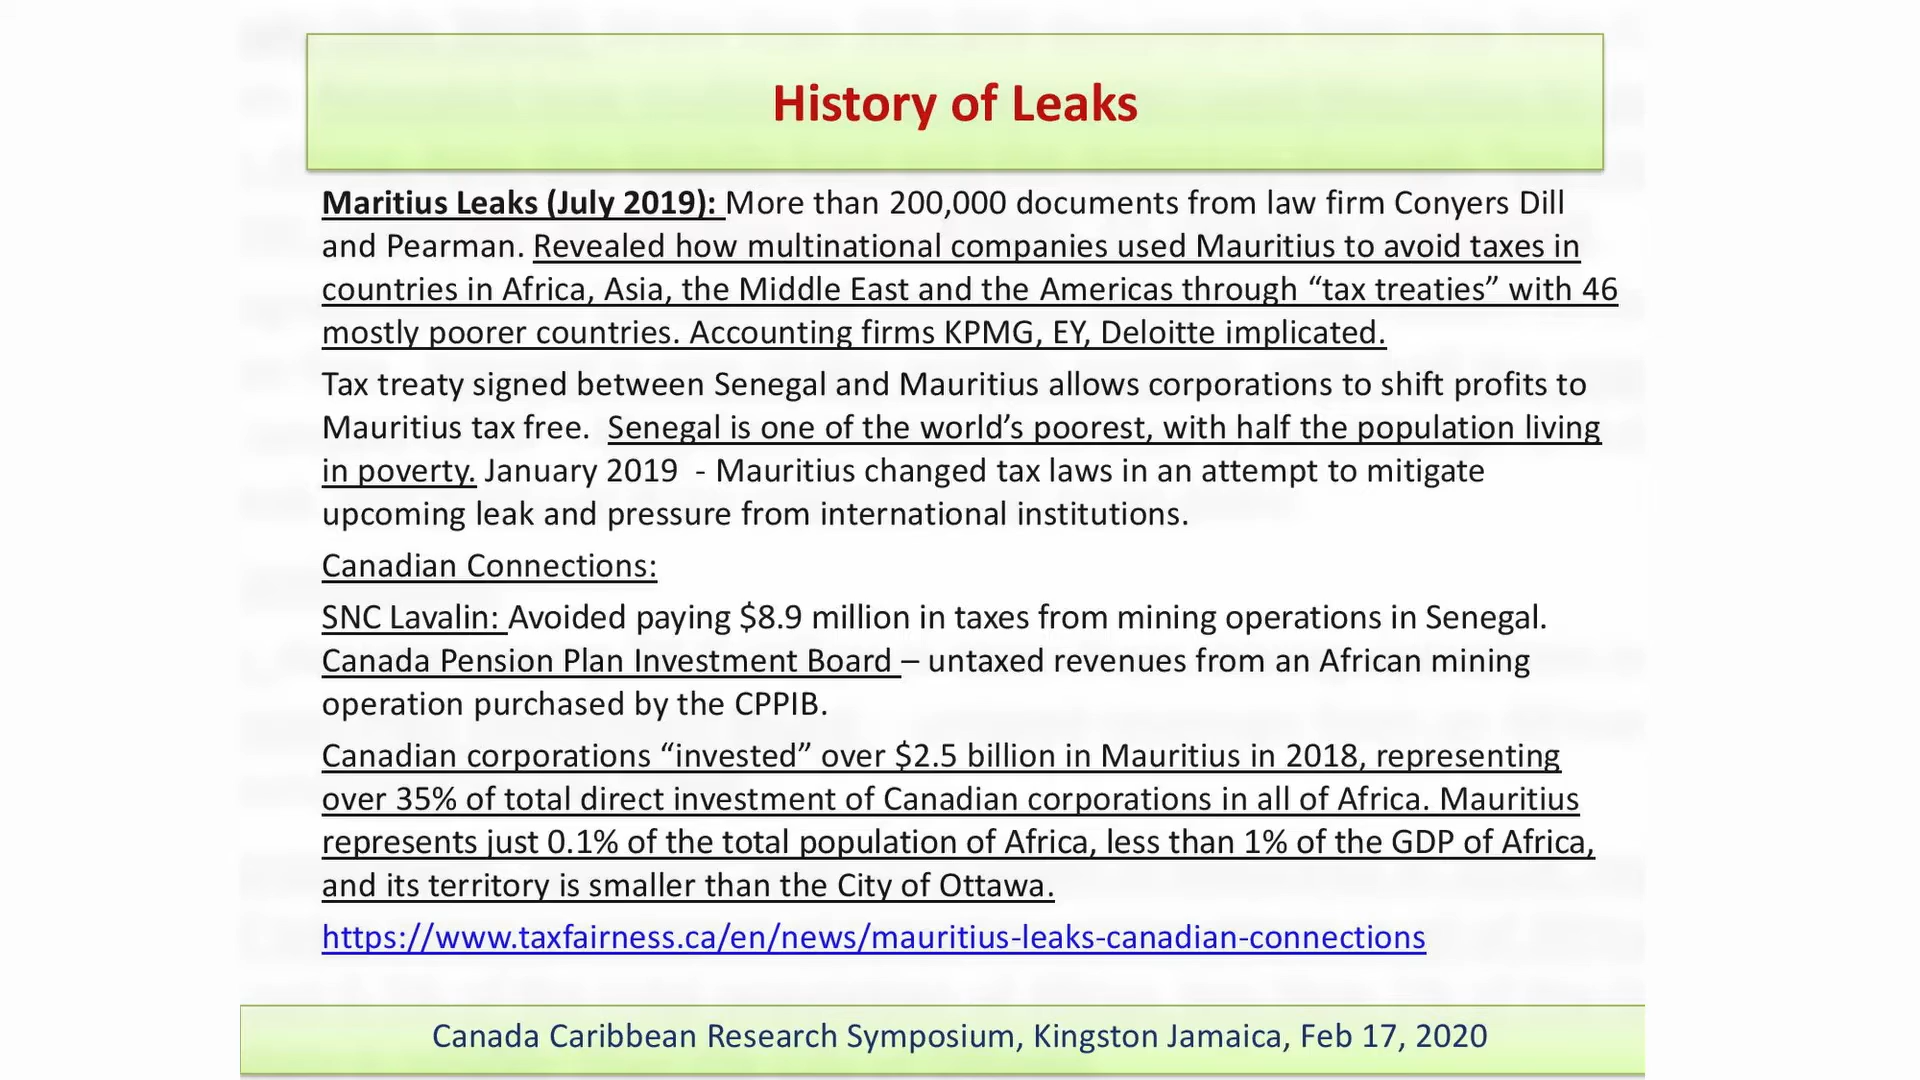 History of Leaks
Maritius Leaks (July 2019): More than 200,000 documents from law firm Conyers Dill
and Pearman. Revealed how multinational companies used Mauritius to avoid taxes in
countries in Africa, Asia, the Middle East and the Americas through “tax treaties” with 46
mostly poorer countries. Accounting firms KPMG, EY, Deloitte implicated.
Tax treaty signed between Senegal and Mauritius allows corporations to shift profits to
Mauritius tax free. Senegal is one of the world’s poorest, with half the population living
in poverty. January 2019 - Mauritius changed tax laws in an attempt to mitigate
upcoming leak and pressure from international institutions.
Canadian Connections:
SNC Lavalin: Avoided paying $8.9 million in taxes from mining operations in Senegal.
Canada Pension Plan Investment Board – untaxed revenues from an African mining
operation purchased by the CPPIB.
Canadian corporations “invested” over $2.5 billion in Mauritius in 2018, representing
over 35% of total direct investment of Canadian corporations in all of Africa. Mauritius
represents just 0.1% of the total population of Africa, less than 1% of the GDP of Africa,
and its territory is smaller than the City of Ottawa.
https://www.taxfairness.ca/en/news/mauritius-leaks-canadian-connections
Canada Caribbean Research Symposium, Kingston Jamaica, Feb 17, 2020